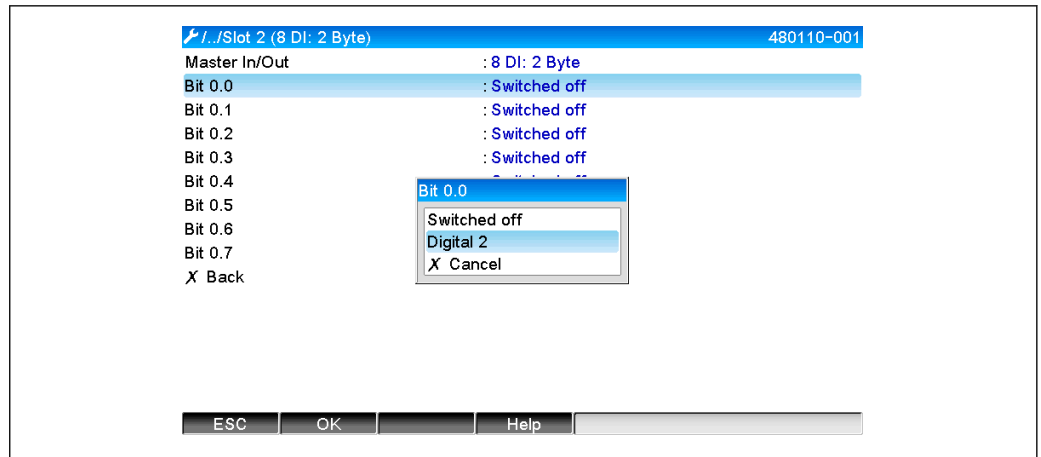 /../Slot 2 (8 DI: 2 Byte) 480110-001
Master In/Out : 8 DI: 2 Byte
Bit 0.0 : Switched off
Bit 0.1 : Switched off
Bit 0.2 : Switched off
Bit 0.3 : Switched off
Bit 0.4
Bit 0.5
Bit 0.6
Bit 0.7
X Back
Bit 0.0
Switched off
Digital 2
X Cancel
ESC OK Help